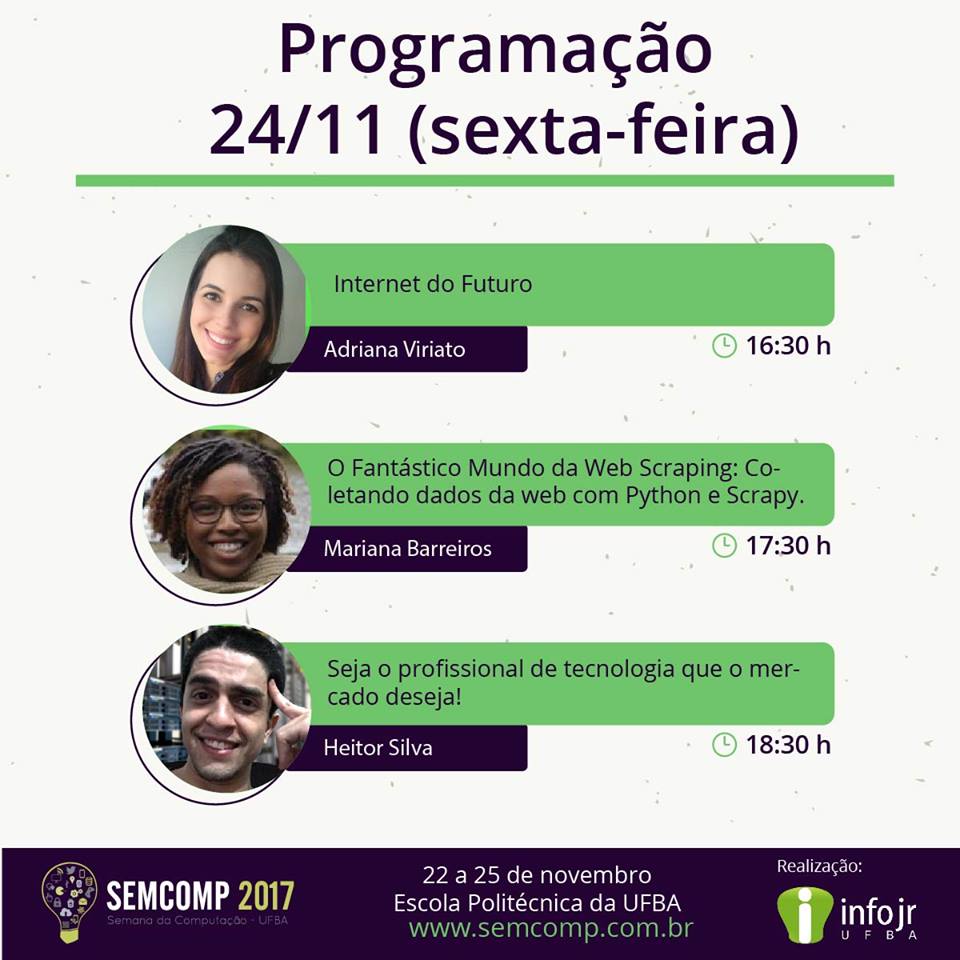 Programação
24/11 (sexta-feira)
Internet do Futuro
Adriana Viriato
16:30 h
O Fantástico Mundo da Web Scraping: Co-
letando dados da web com Python e Scrapy.
Mariana Barreiros
17:30 h
Seja o profissional de tecnologia que o mer-
cado deseja!
Heitor Silva
18:30 h
SEMCOMP 2017
Semana da Computação - UFBA
22 a 25 de novembro
Escola Politécnica da UFBA
www.semcomp.com.br
Realização:
infojr
UFBA